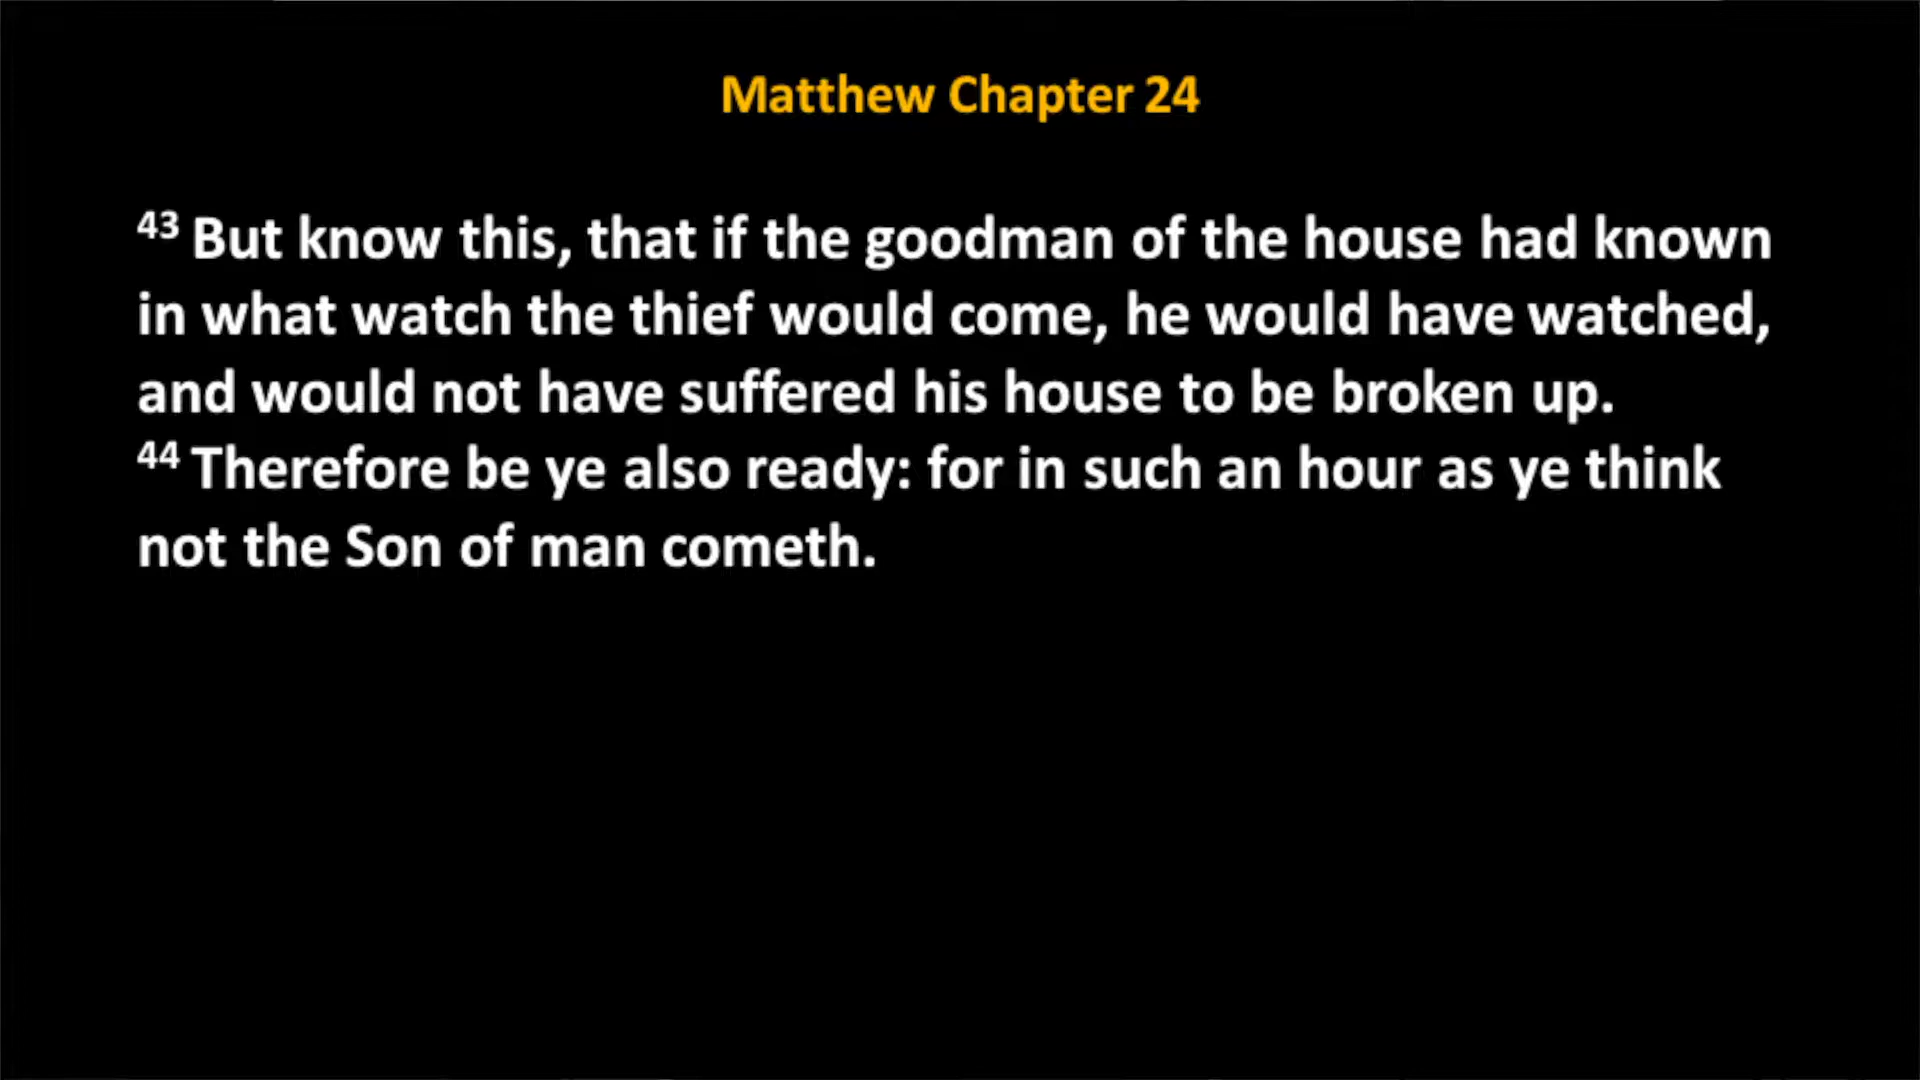 Matthew Chapter 24
43 But know this, that if the goodman of the house had known
in what watch the thief would come, he would have watched,
and would not have suffered his house to be broken up.
44 Therefore be ye also ready: for in such an hour as ye think
not the Son of man cometh.